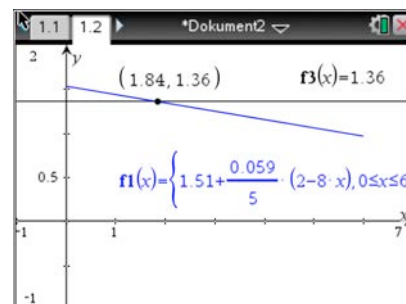 1.1 1.2 *Dokument2
2 y
(1.84,1.36) f3(x)=1.36
0.5 f1(x)={1.51+0.059/5·(2-8·x),0≤x≤6
x
-1 1 7
-1